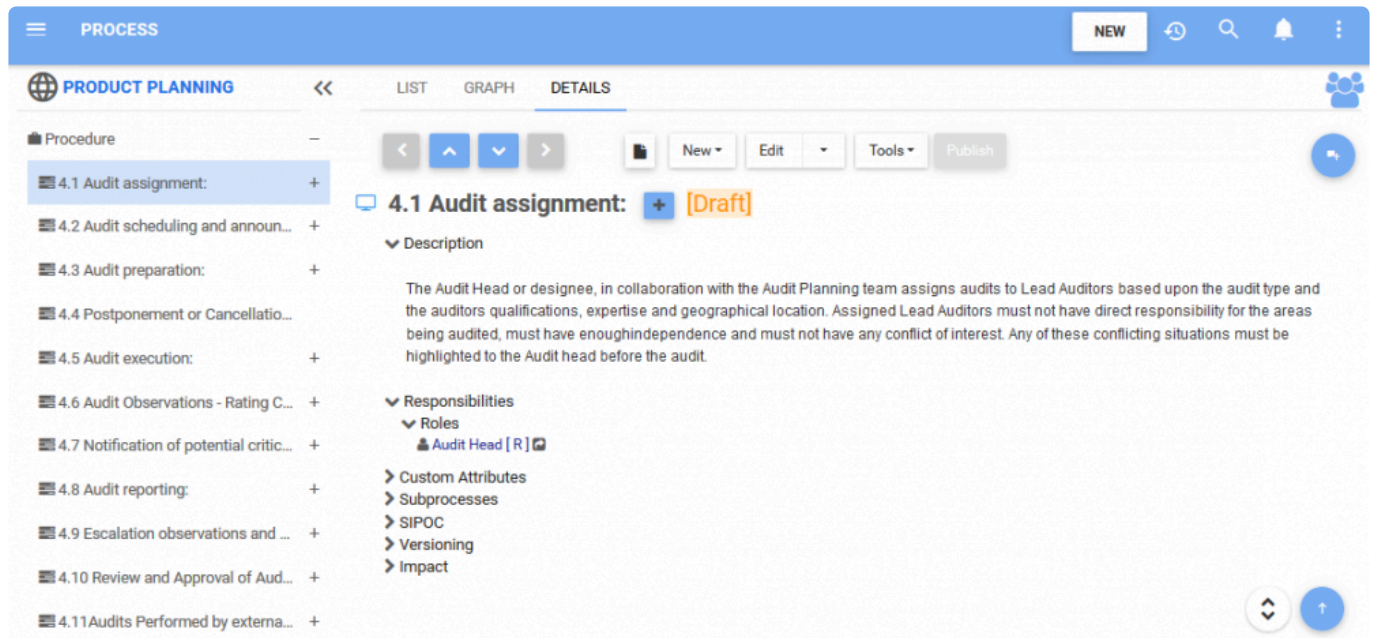 PROCESS
NEW
PRODUCT PLANNING
LIST GRAPH DETAILS
Procedure
4.1 Audit assignment:
4.2 Audit scheduling and announ...
4.3 Audit preparation:
4.4 Postponement or Cancellatio...
4.5 Audit execution:
4.6 Audit Observations - Rating C...
4.7 Notification of potential critic...
4.8 Audit reporting:
4.9 Escalation observations and ...
4.10 Review and Approval of Aud...
4.11Audits Performed by externa...
New Edit Tools Publish
4.1 Audit assignment: + [Draft]
Description
The Audit Head or designee, in collaboration with the Audit Planning team assigns audits to Lead Auditors based upon the audit type and
the auditors qualifications, expertise and geographical location. Assigned Lead Auditors must not have direct responsibility for the areas
being audited, must have enoughindependence and must not have any conflict of interest. Any of these conflicting situations must be
highlighted to the Audit head before the audit.
Responsibilities
Roles
Audit Head [ R ]
Custom Attributes
Subprocesses
SIPOC
Versioning
Impact